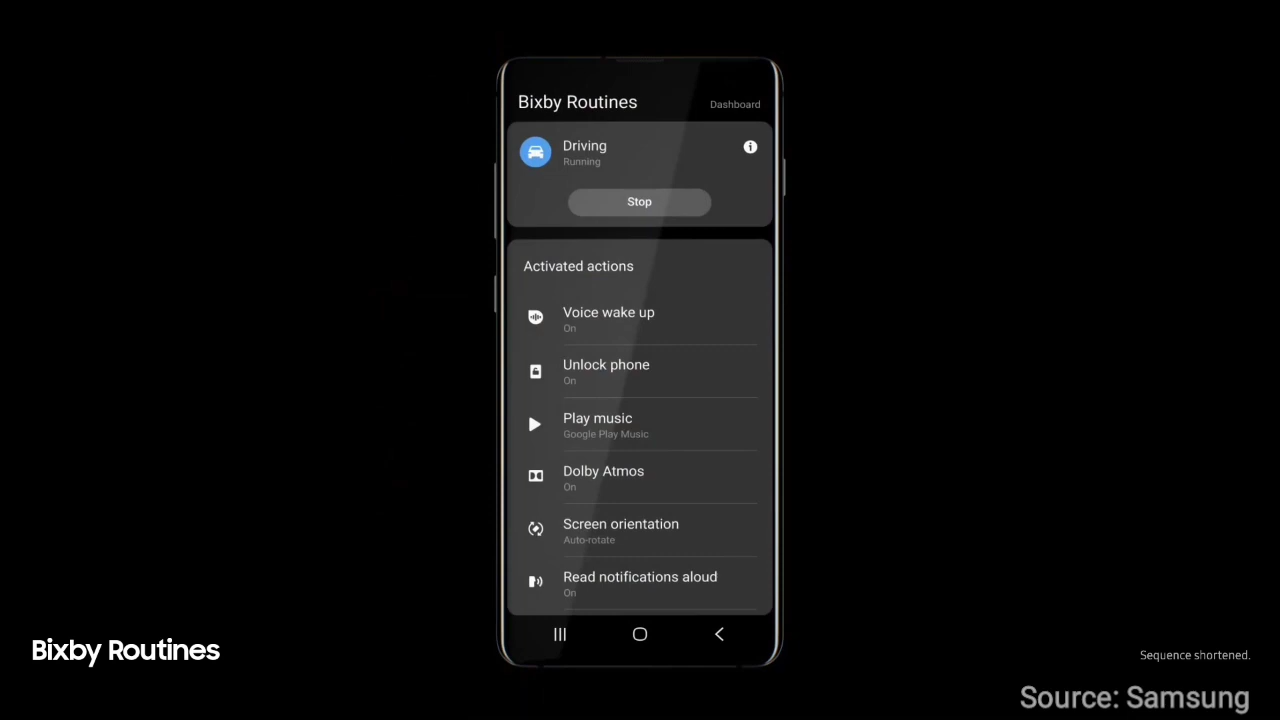 Bixby Routines
Dashboard
Driving
Running
Stop
Activated actions
Voice wake up
On
Unlock phone
On
Play music
Google Play Music
Dolby Atmos
On
Screen orientation
Auto-rotate
Read notifications aloud
On
Bixby Routines
Sequence shortened.
Source: Samsung